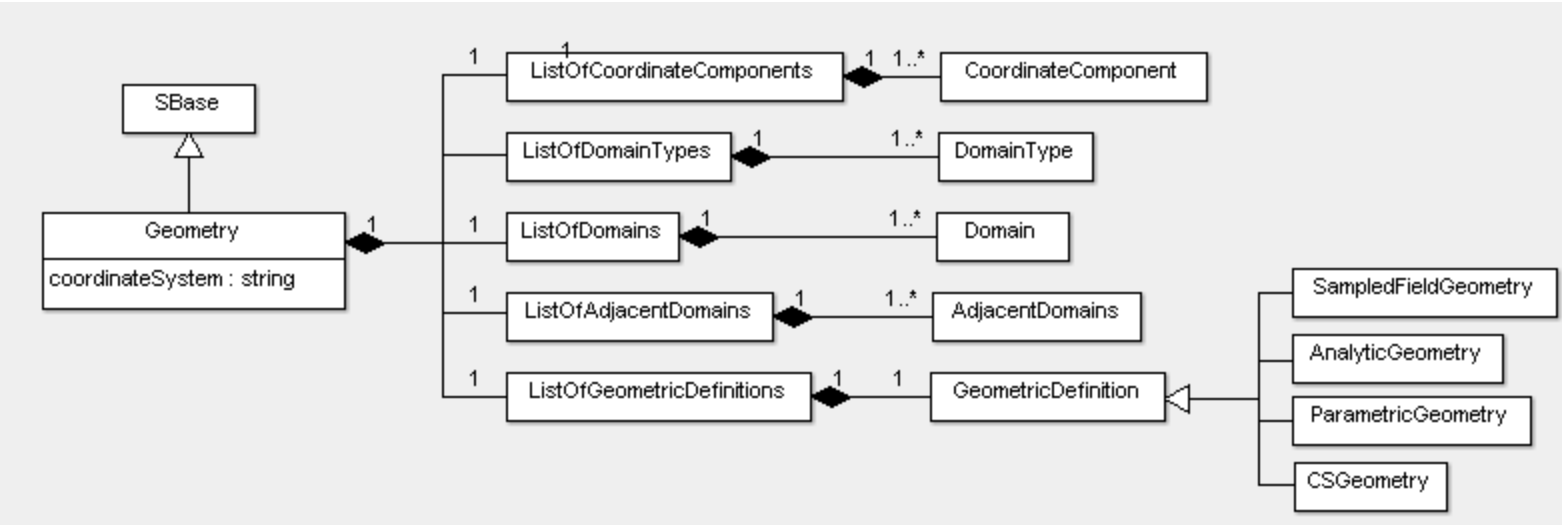 1
1
ListOfCoordinateComponents
1
1..*
CoordinateComponent
SBase
ListOfDomainTypes
1
1..*
DomainType
Geometry
coordinateSystem : string
1
1
ListOfDomains
1
1..*
Domain
1
ListOfAdjacentDomains
1
1..*
AdjacentDomains
1
ListOfGeometricDefinitions
1
1
GeometricDefinition
SampledFieldGeometry
AnalyticGeometry
ParametricGeometry
CSGeometry